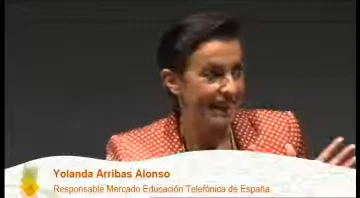 Yolanda Arribas Alonso
Responsable Mercado Educación Telefónica de España